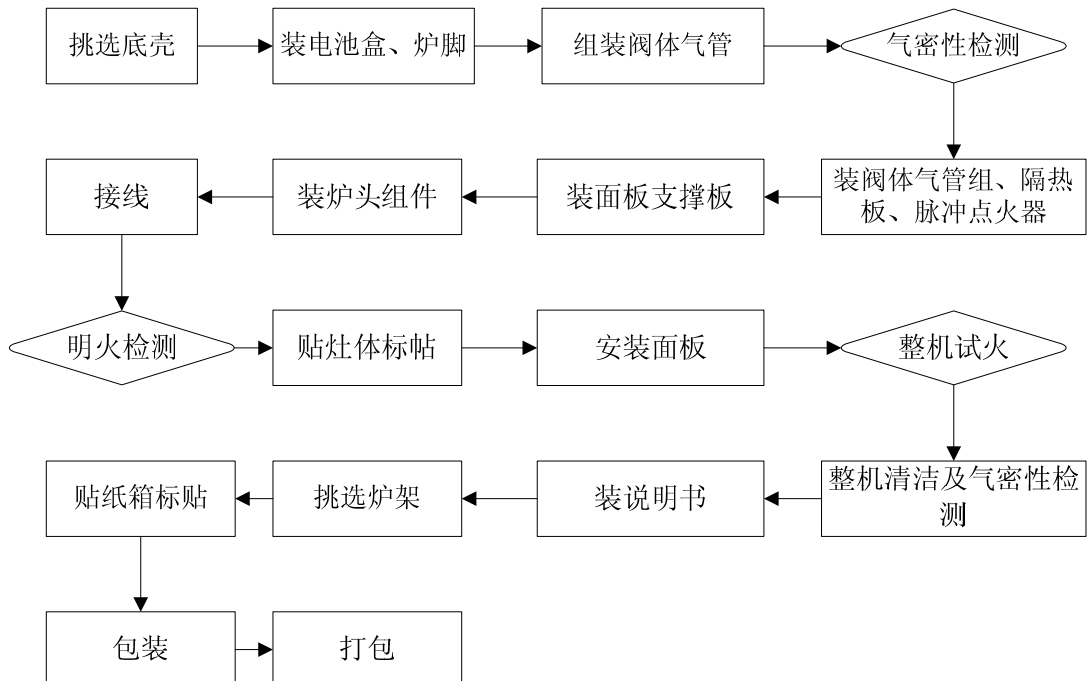 挑选底壳
装电池盒、炉脚
组装阀体气管
气密性检测
接线
装炉头组件
装面板支撑板
装阀体气管组、隔热
板、脉冲点火器
明火检测
贴灶体标帖
安装面板
整机试火
贴纸箱标贴
挑选炉架
装说明书
整机清洁及气密性检
测
包装
打包